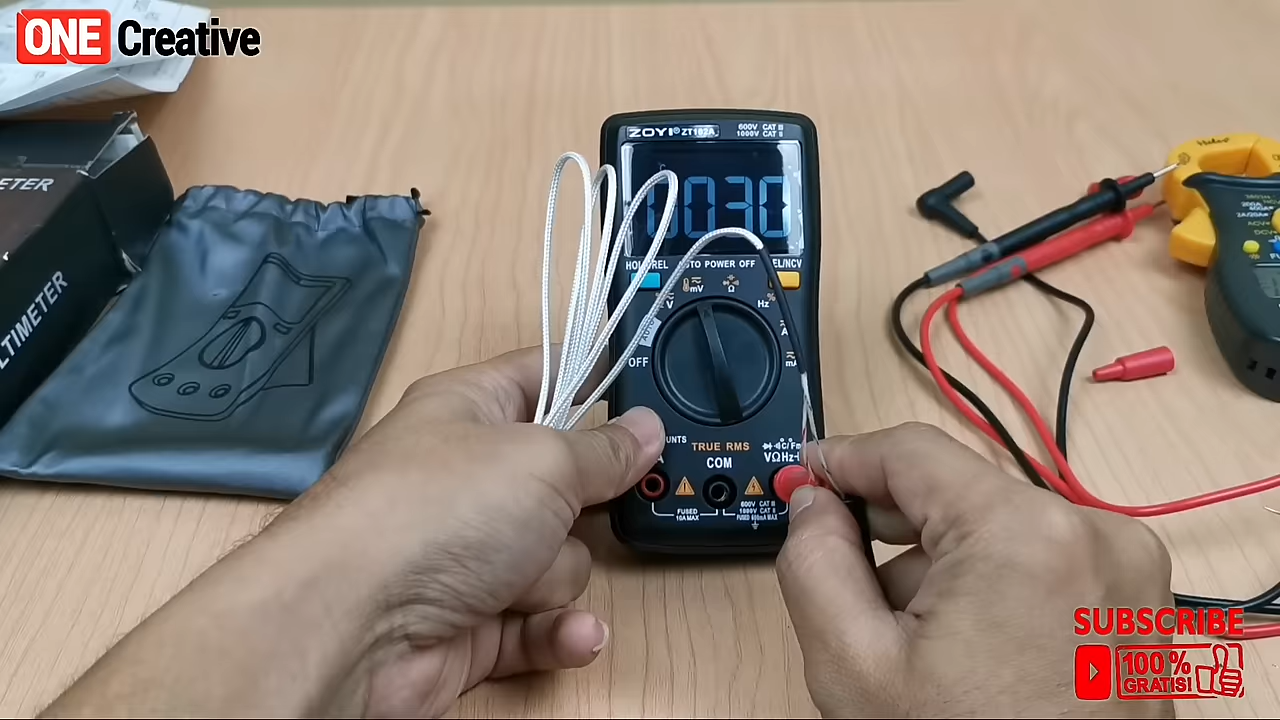 ONE Creative
ETER
LTIMETER
ZOYI® ZT102A
600V CAT III
1000V CAT II
0030
AUTO POWER OFF
SEL/NCV
mV
Ω
V
Hz
%
A
OFF
TRUE RMS
COM
VΩHz
FUSED
10A MAX
600V CAT III
1000V CAT II
FUSED 600mA MAX
SUBSCRIBE
100%
GRATIS!